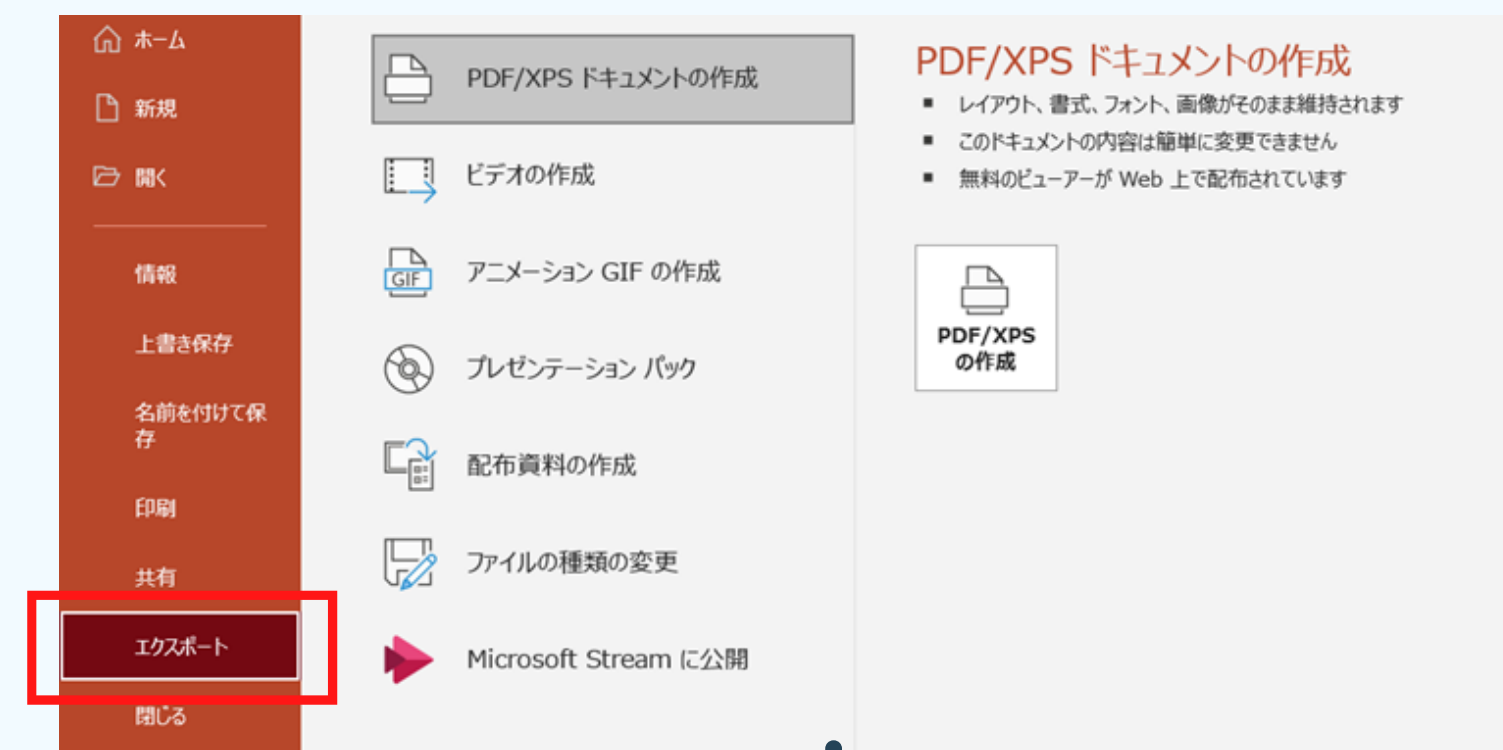 ホーム
新規
開く
情報
上書き保存
名前を付けて保
存
印刷
共有
エクスポート
閉じる
PDF/XPS ドキュメントの作成
ビデオの作成
GIF
アニメーション GIF の作成
プレゼンテーション パック
配布資料の作成
ファイルの種類の変更
Microsoft Stream に公開
PDF/XPS ドキュメントの作成
▪ レイアウト、書式、フォント、画像がそのまま維持されます
▪ このドキュメントの内容は簡単に変更できません
▪ 無料のビューアーが Web 上で配布されています
PDF/XPS
の作成